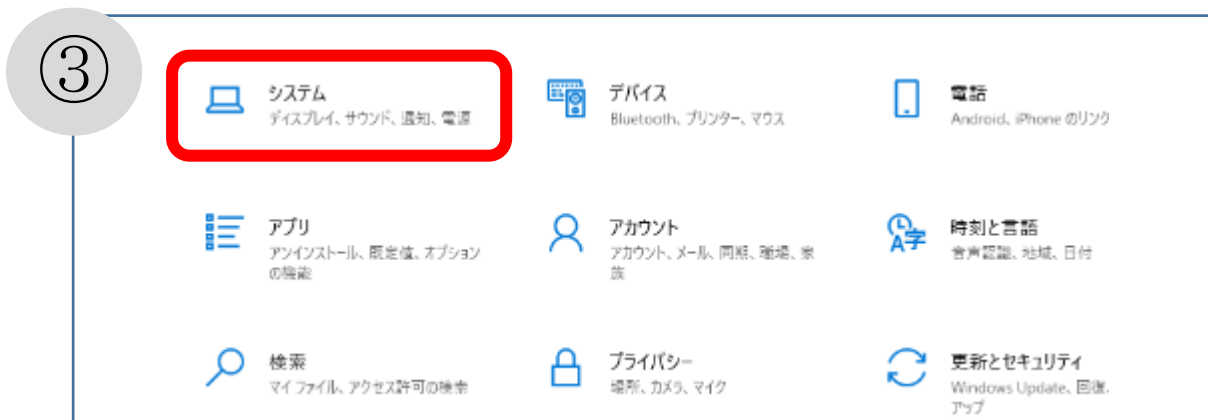 ③
システム
ディスプレイ、サウンド、通知、電源
デバイス
Bluetooth、プリンター、マウス
電話
Android、iPhone のリンク
アプリ
アンインストール、既定値、オプション
の機能
アカウント
アカウント、メール、同期、職場、家
族
時刻と言語
音声認識、地域、日付
検索
マイ ファイル、アクセス許可の検索
プライバシー
場所、カメラ、マイク
更新とセキュリティ
Windows Update、回復、
アップ